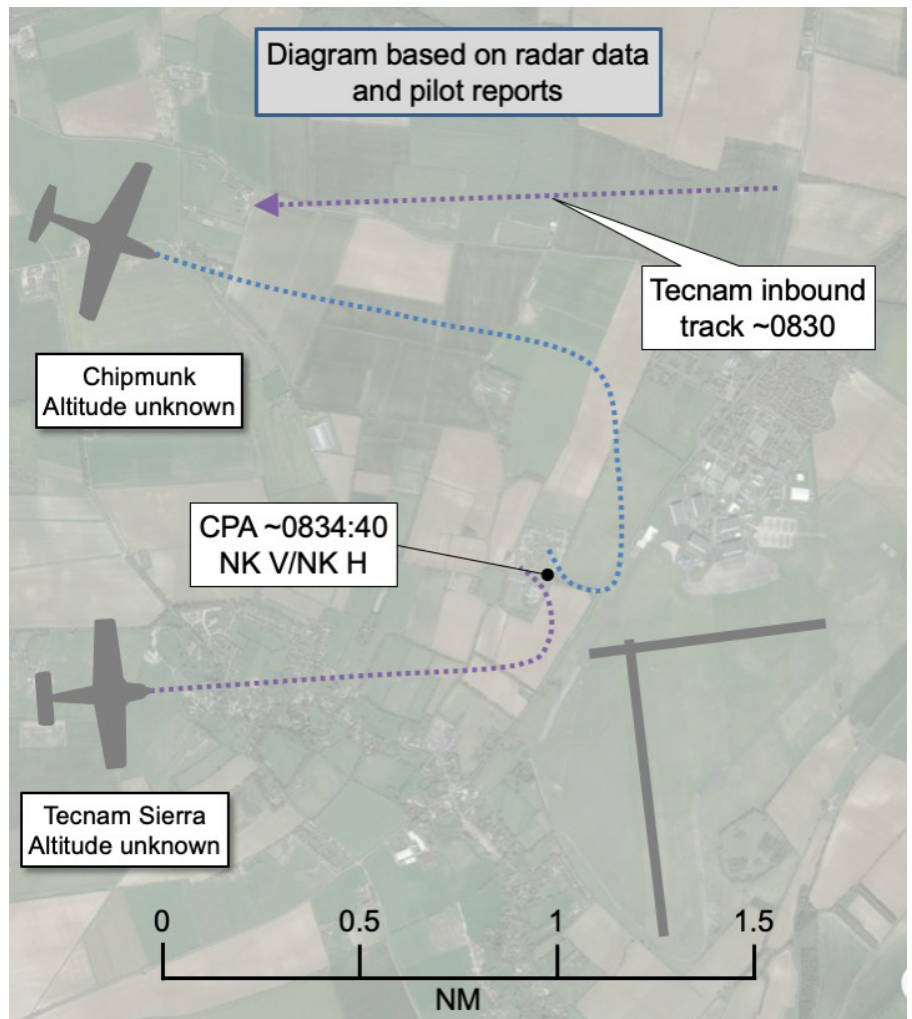 Diagram based on radar data
and pilot reports
Tecnam inbound
track ~0830
Chipmunk
Altitude unknown
CPA ~0834:40
NK V/NK H
Tecnam Sierra
Altitude unknown
0 0.5 1 1.5
NM